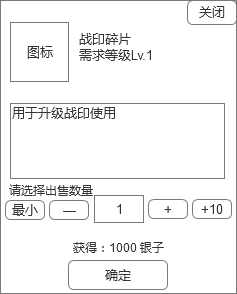 关闭
图标
战印碎片
需求等级Lv.1
用于升级战印使用
请选择出售数量
最小 — 1 + +10
获得：1000 银子
确定